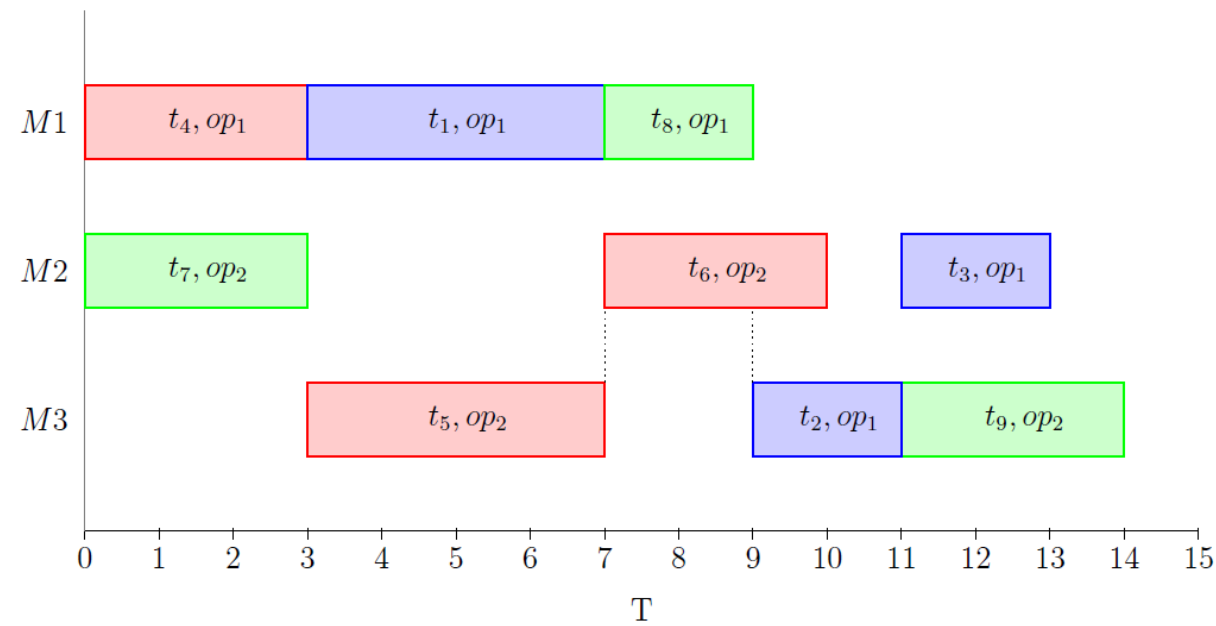 M1 t₄, op₁ t₁, op₁ t₈, op₁
M2 t₇, op₂ t₆, op₂ t₃, op₁
M3 t₅, op₂ t₂, op₁ t₉, op₂
0 1 2 3 4 5 6 7 8 9 10 11 12 13 14 15
T